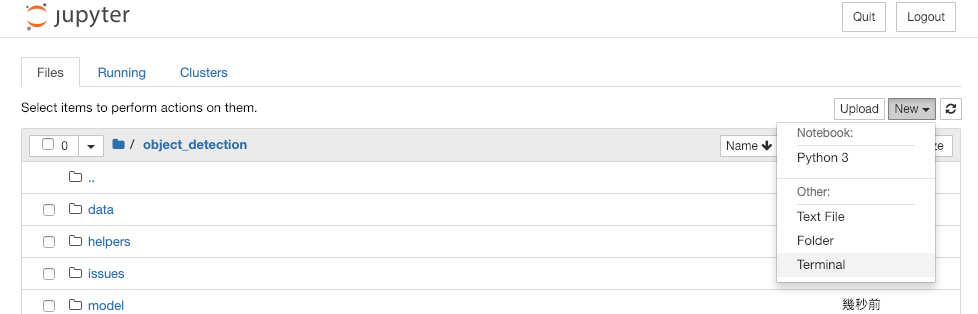 jupyter
Quit
Logout
Files
Running
Clusters
Select items to perform actions on them.
Upload
New
0
/ object_detection
Name
Notebook:
Python 3
Other:
Text File
Folder
Terminal
..
data
helpers
issues
model
幾秒前